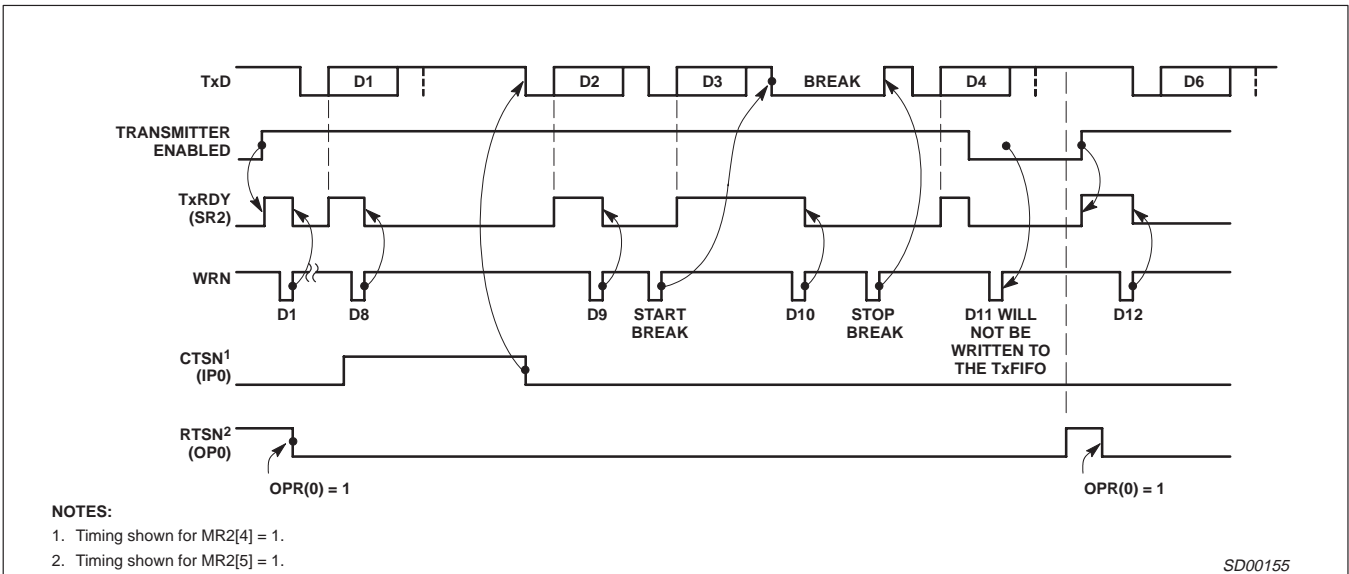 TxD
D1
D2
D3
BREAK
D4
D6
TRANSMITTER
ENABLED
TxRDY
(SR2)
WRN
D1
D8
D9
START
BREAK
D10
STOP
BREAK
D11 WILL
NOT BE
WRITTEN TO
THE TxFIFO
D12
CTSN1
(IP0)
RTSN2
(OP0)
OPR(0) = 1
OPR(0) = 1
NOTES:
1. Timing shown for MR2[4] = 1.
2. Timing shown for MR2[5] = 1.
SD00155